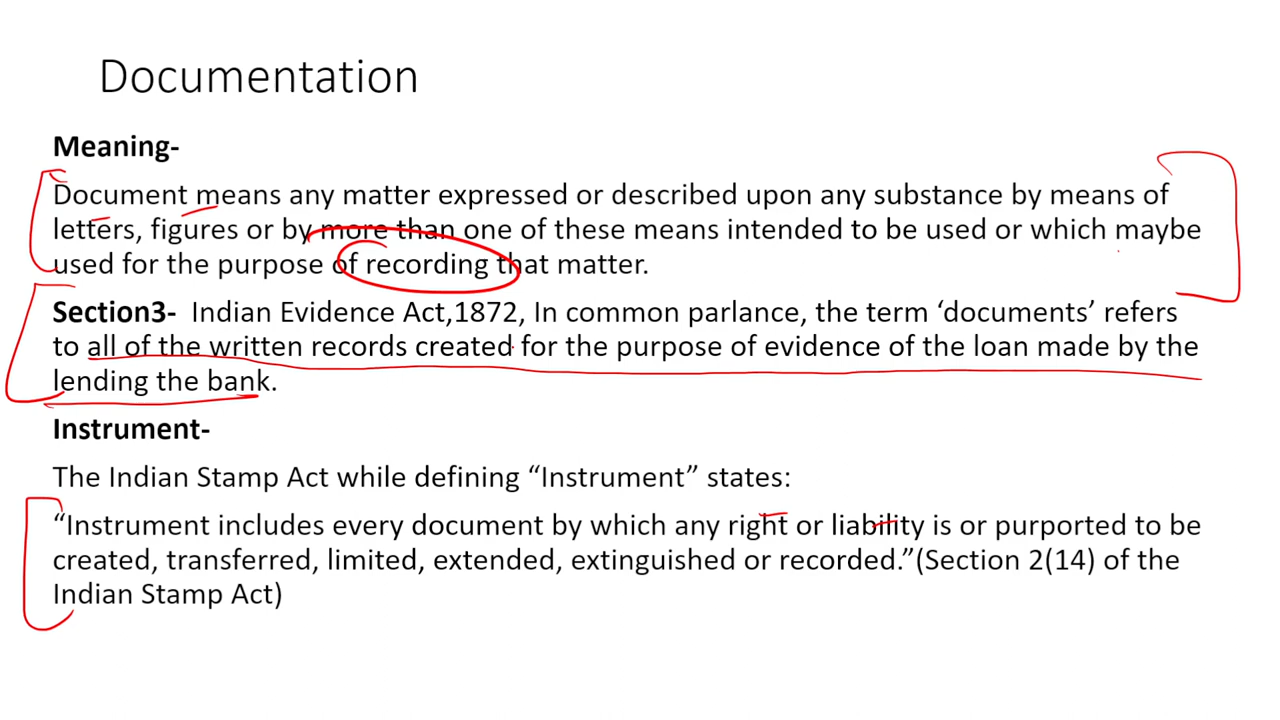 Documentation
Meaning-
Document means any matter expressed or described upon any substance by means of
letters, figures or by more than one of these means intended to be used or which maybe
used for the purpose of recording that matter.
Section3- Indian Evidence Act,1872, In common parlance, the term ‘documents’ refers
to all of the written records created for the purpose of evidence of the loan made by the
lending the bank.
Instrument-
The Indian Stamp Act while defining “Instrument” states:
“Instrument includes every document by which any right or liability is or purported to be
created, transferred, limited, extended, extinguished or recorded.”(Section 2(14) of the
Indian Stamp Act)